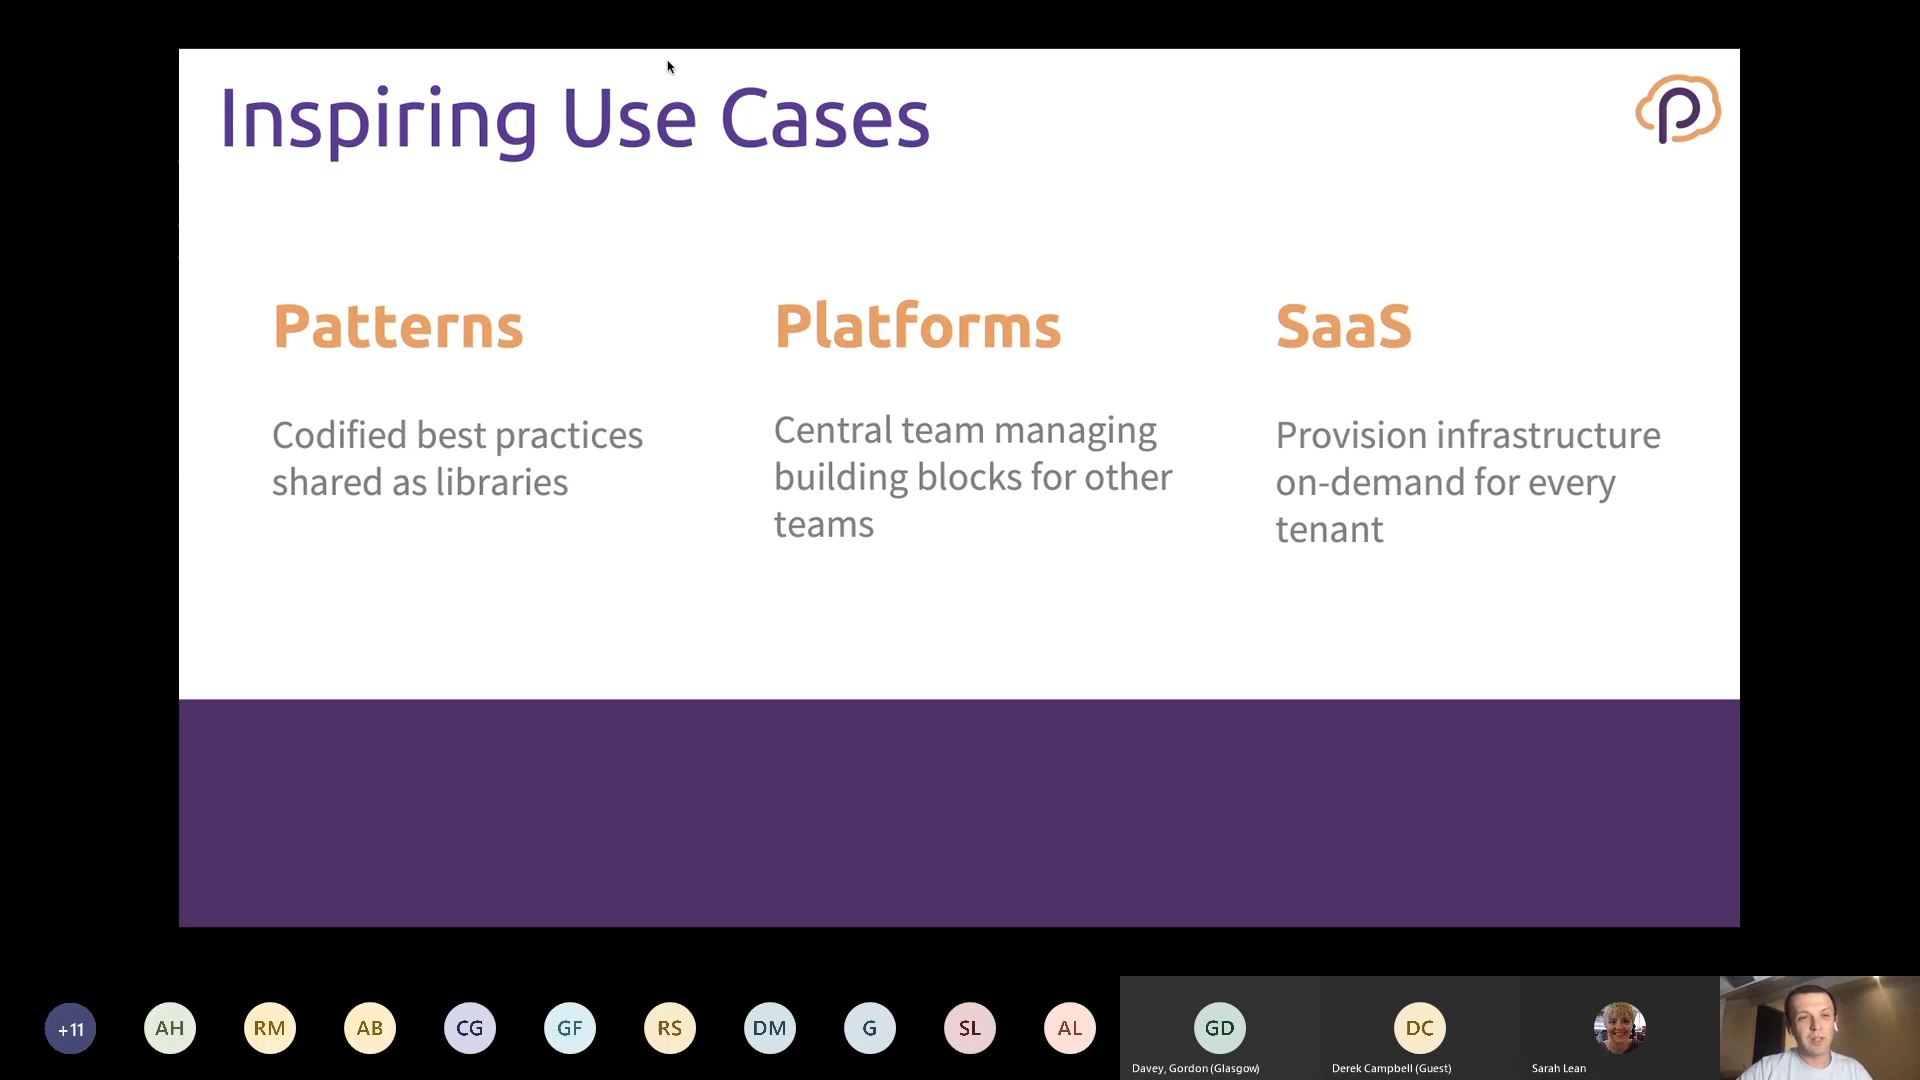 Inspiring Use Cases
Patterns
Codified best practices
shared as libraries
Platforms
Central team managing
building blocks for other
teams
SaaS
Provision infrastructure
on-demand for every
tenant
+11
AH
RM
AB
CG
GF
RS
DM
G
SL
AL
GD
Davey, Gordon (Glasgow)
DC
Derek Campbell (Guest)
Sarah Lean